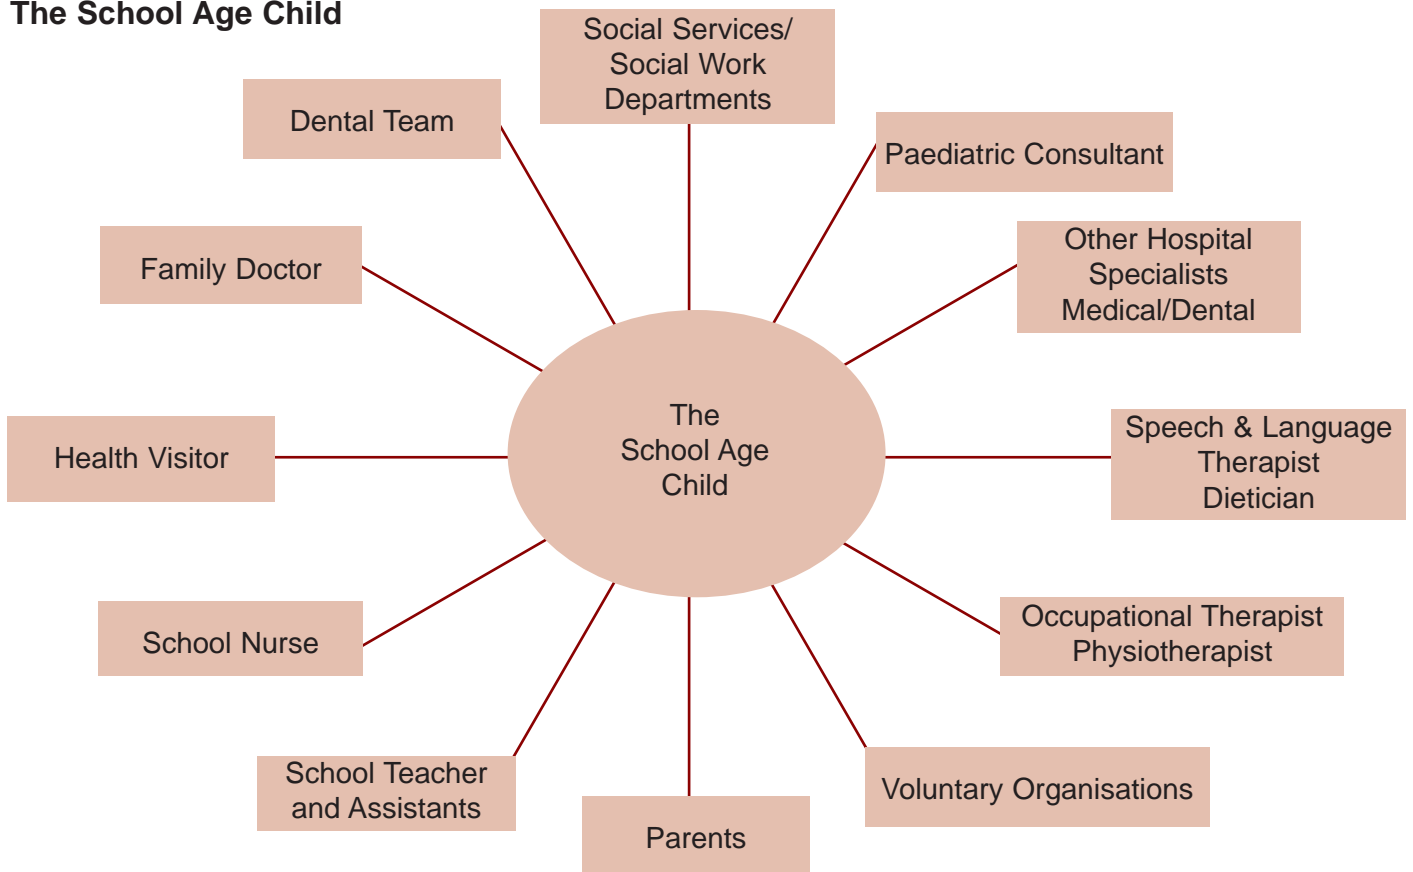 The School Age Child
Social Services/
Social Work
Departments
Dental Team
Paediatric Consultant
Family Doctor
Other Hospital
Specialists
Medical/Dental
Health Visitor
The
School Age
Child
Speech & Language
Therapist
Dietician
School Nurse
Occupational Therapist
Physiotherapist
School Teacher
and Assistants
Parents
Voluntary Organisations